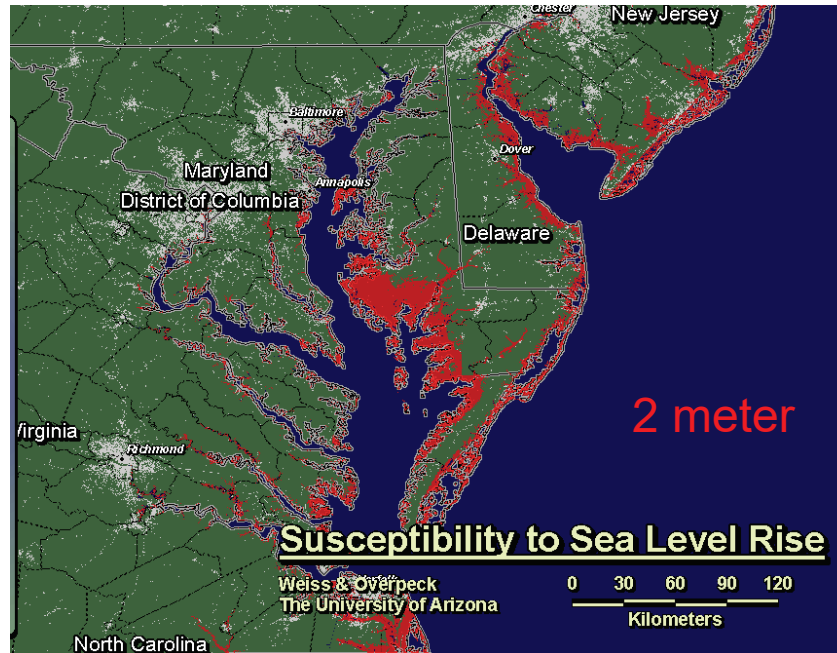 Chester
New Jersey
Baltimore
Maryland
Dover
Annapolis
District of Columbia
Delaware
2 meter
Virginia
Richmond
Susceptibility to Sea Level Rise
Weiss & Overpeck
The University of Arizona
0 30 60 90 120
Kilometers
North Carolina